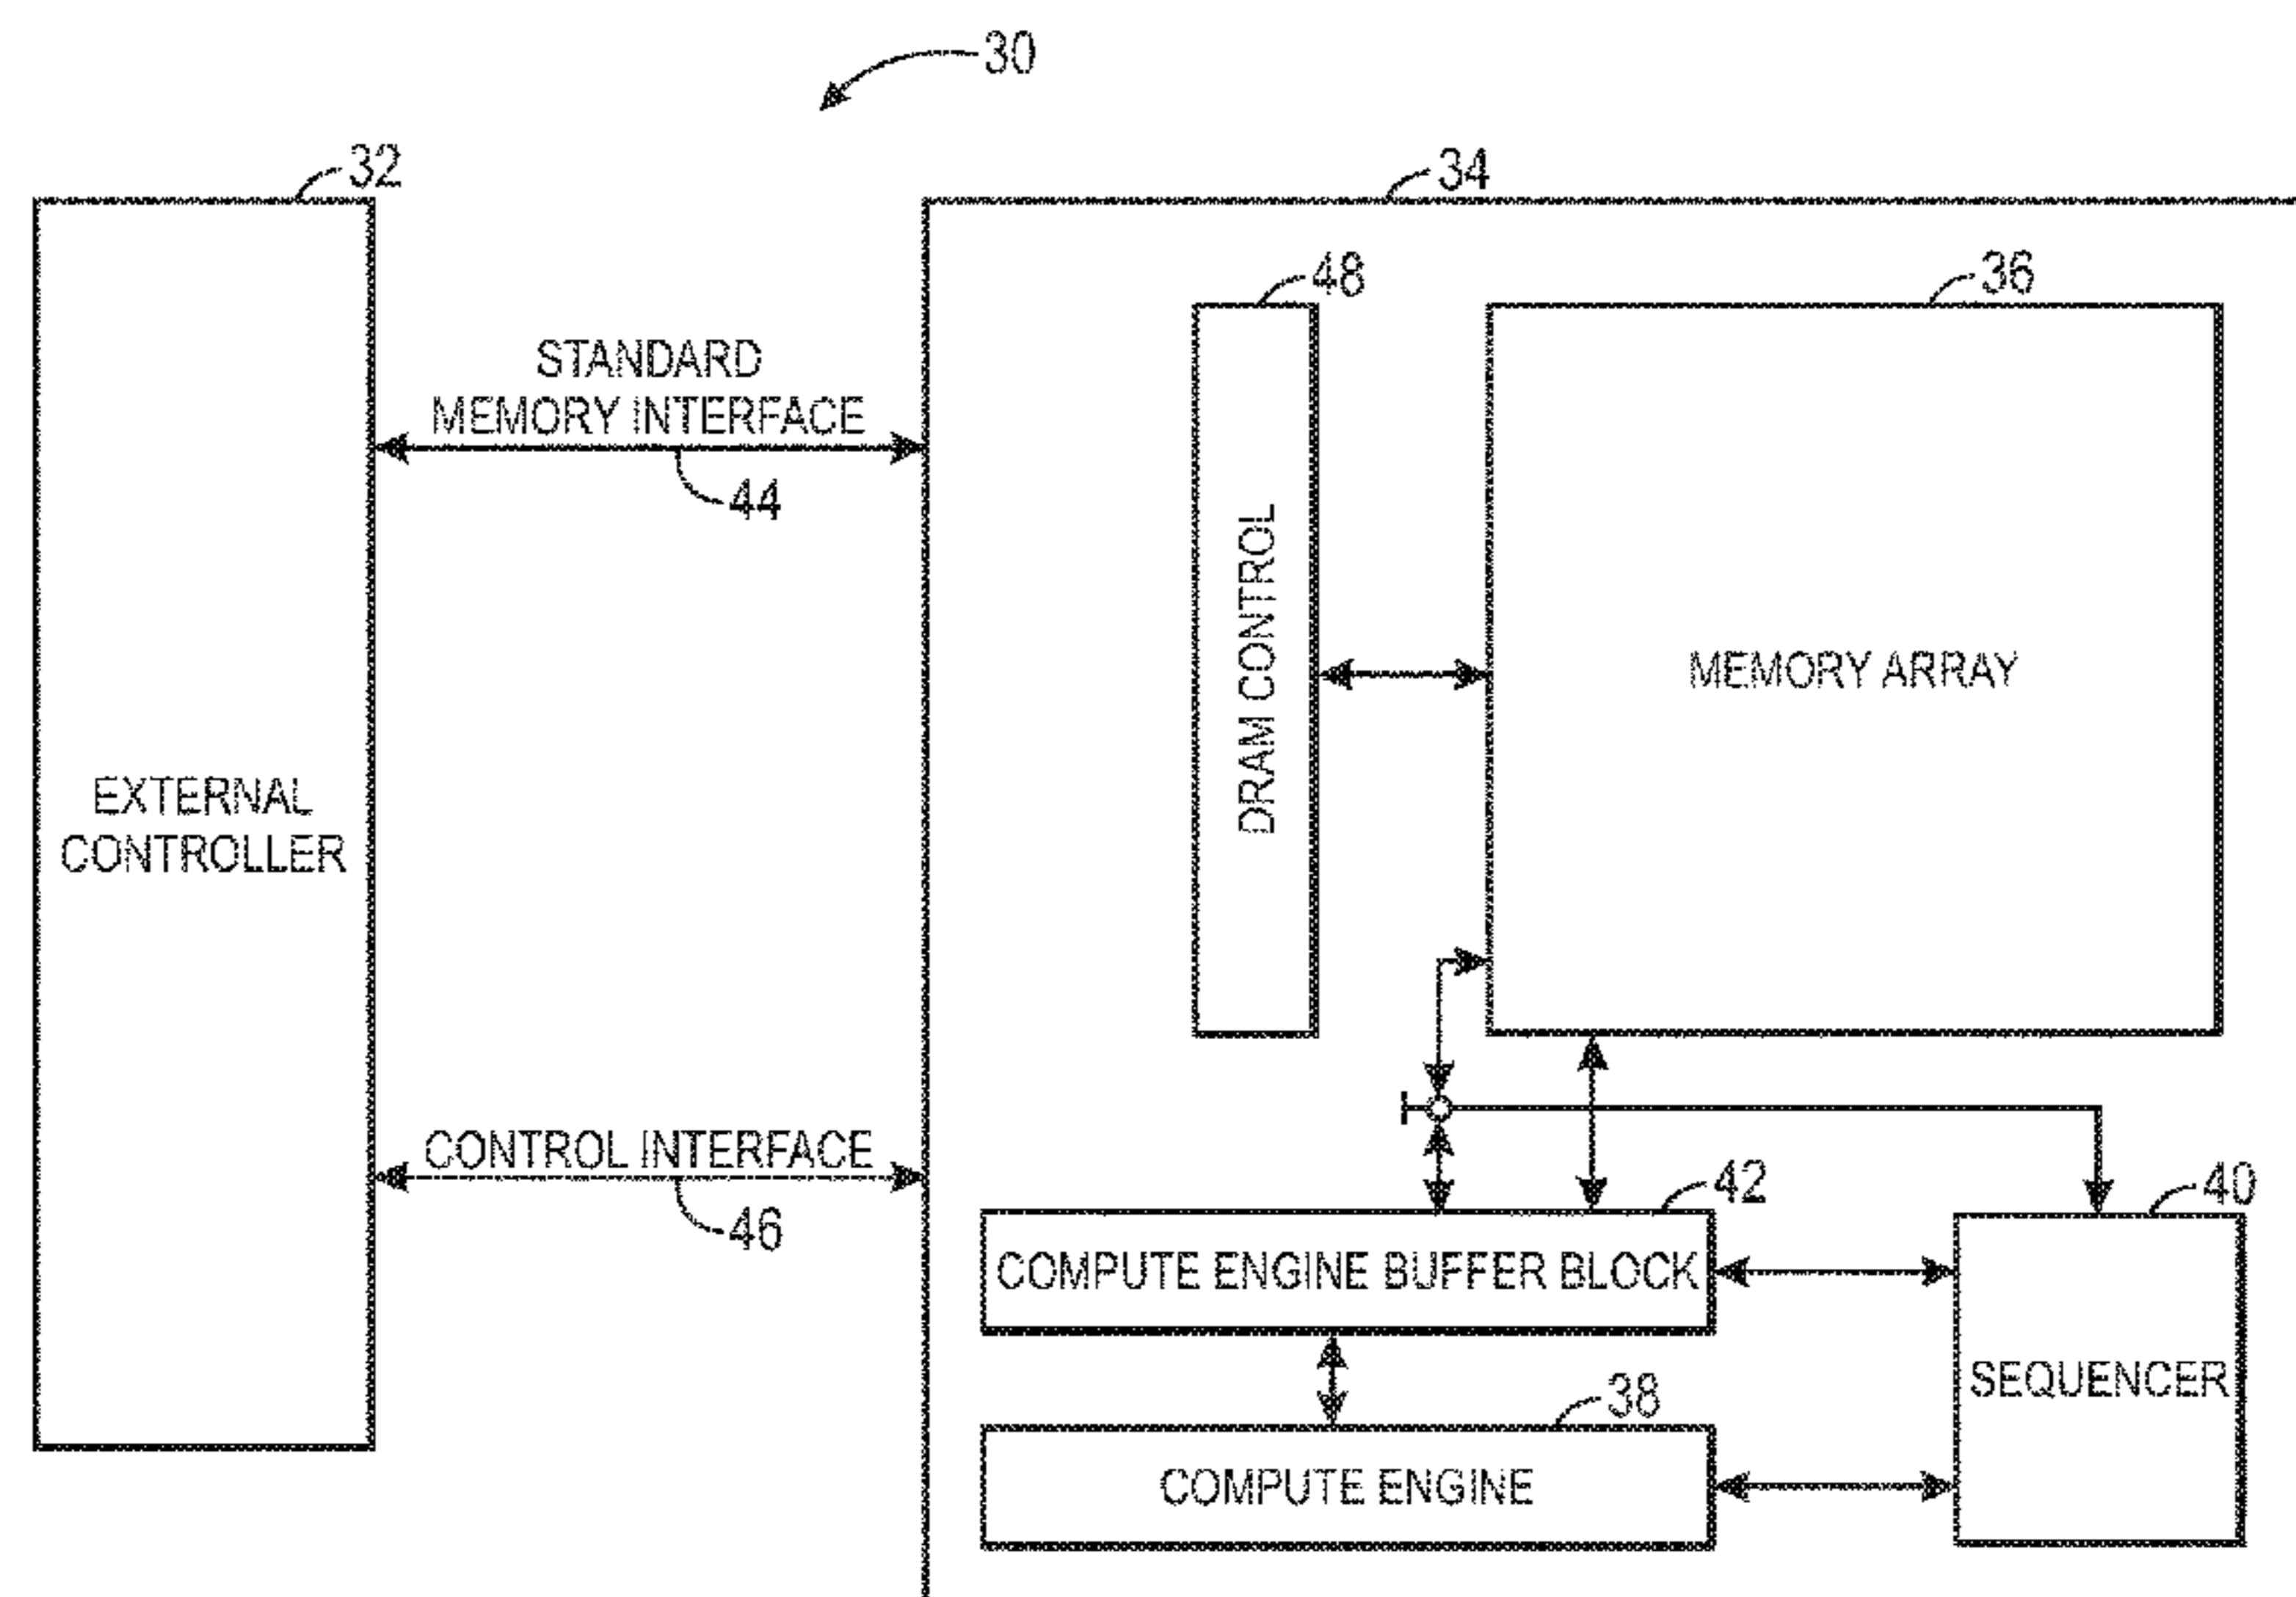 30
32
34
48
36
STANDARD
MEMORY INTERFACE
44
DRAM CONTROL
MEMORY ARRAY
EXTERNAL
CONTROLLER
CONTROL INTERFACE
46
42
40
COMPUTE ENGINE BUFFER BLOCK
SEQUENCER
38
COMPUTE ENGINE